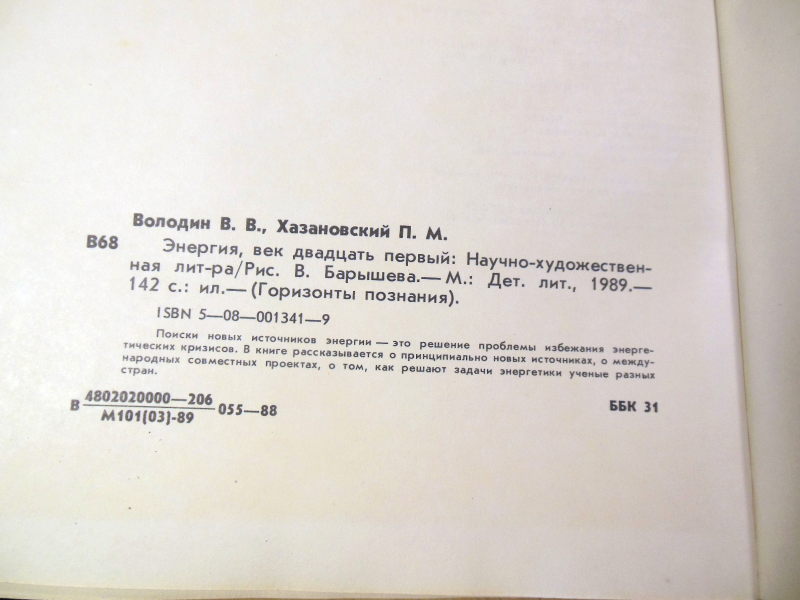 Володин В. В., Хазановский П. М.
В68 Энергия, век двадцать первый: Научно-художествен-
ная лит-ра/Рис. В. Барышева.— М.: Дет. лит., 1989.—
142 с.: ил.— (Горизонты познания).
ISBN 5—08—001341—9
Поиски новых источников энергии — это решение проблемы избежания энерге-
тических кризисов. В книге рассказывается о принципиально новых источниках, о между-
народных совместных проектах, о том, как решают задачи энергетики ученые разных
стран.
4802020000—206
В М101(03)-89 055—88 ББК 31